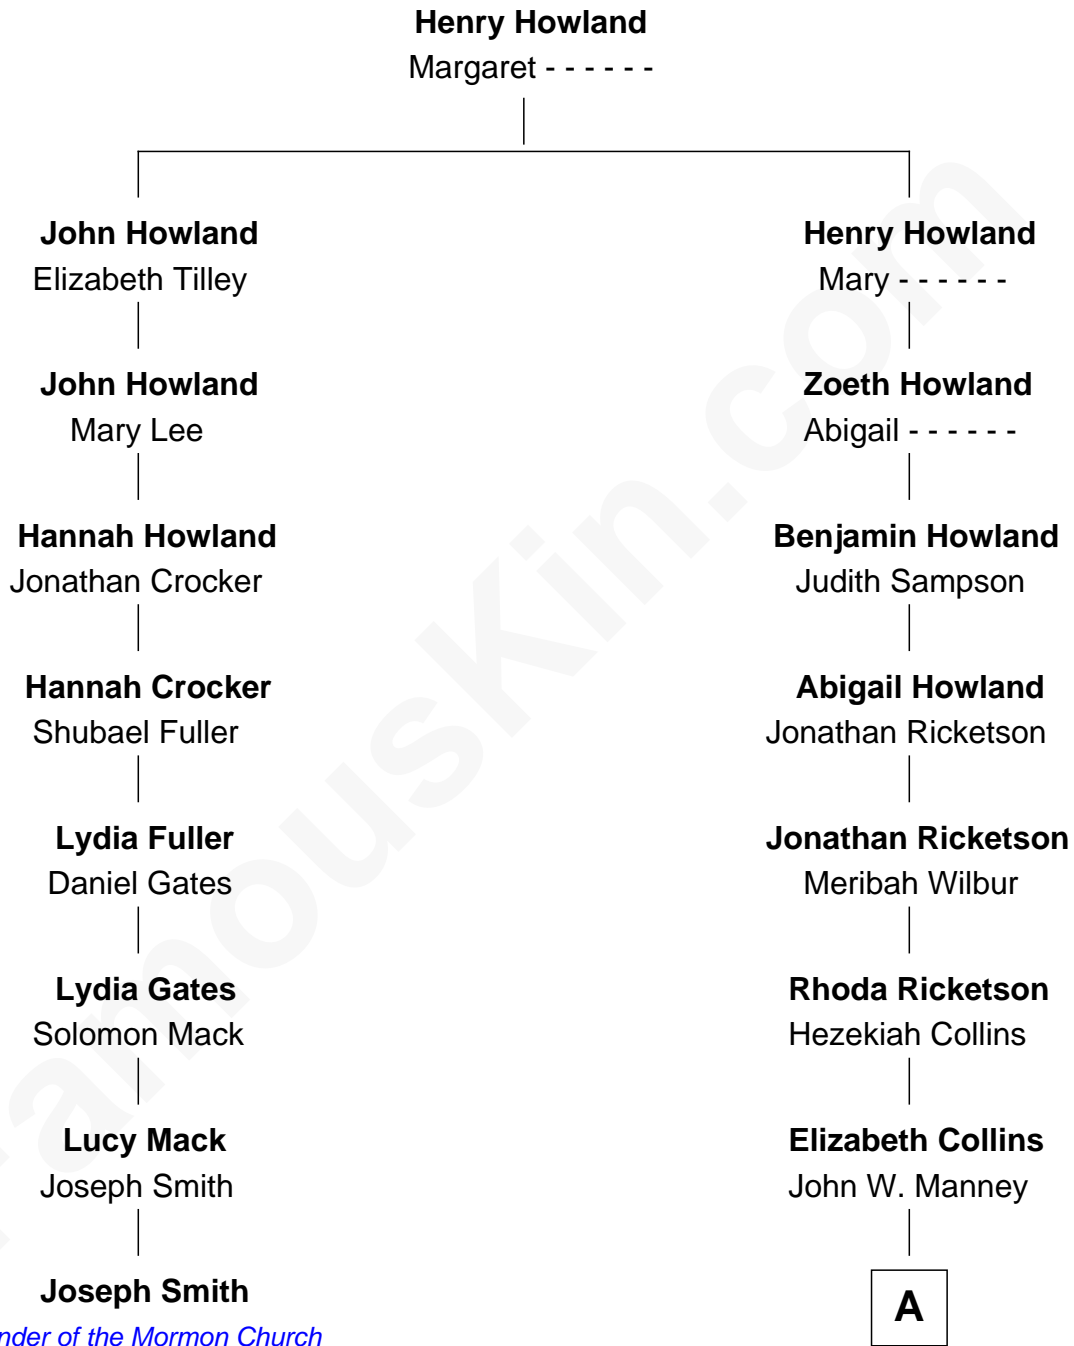 Henry Howland
Margaret - - - - - -
John Howland
Elizabeth Tilley
Henry Howland
Mary - - - - - -
John Howland
Mary Lee
Zoeth Howland
Abigail - - - - - -
Hannah Howland
Jonathan Crocker
Benjamin Howland
Judith Sampson
Hannah Crocker
Shubael Fuller
Abigail Howland
Jonathan Ricketson
Lydia Fuller
Daniel Gates
Jonathan Ricketson
Meribah Wilbur
Lydia Gates
Solomon Mack
Rhoda Ricketson
Hezekiah Collins
Lucy Mack
Joseph Smith
Elizabeth Collins
John W. Manney
Joseph Smith
nder of the Mormon Church
A
FamousKin.com